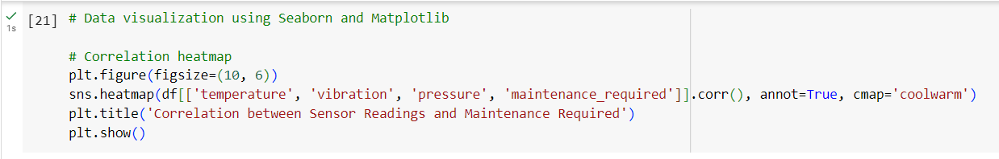 [21] # Data visualization using Seaborn and Matplotlib
1s
# Correlation heatmap
plt.figure(figsize=(10, 6))
sns.heatmap(df[['temperature', 'vibration', 'pressure', 'maintenance_required']].corr(), annot=True, cmap='coolwarm')
plt.title('Correlation between Sensor Readings and Maintenance Required')
plt.show()